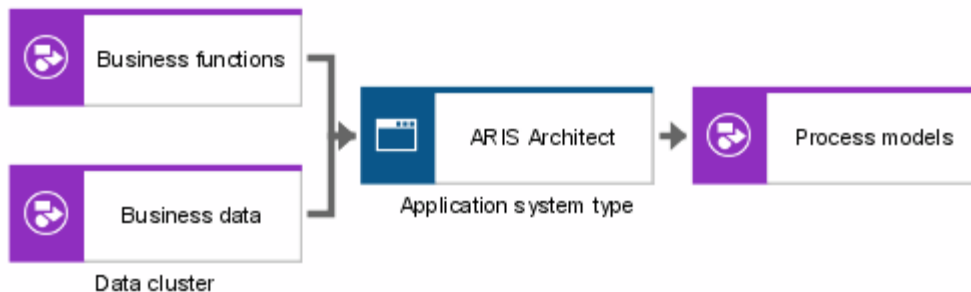 Business functions
ARIS Architect
Process models
Application system type
Business data
Data cluster